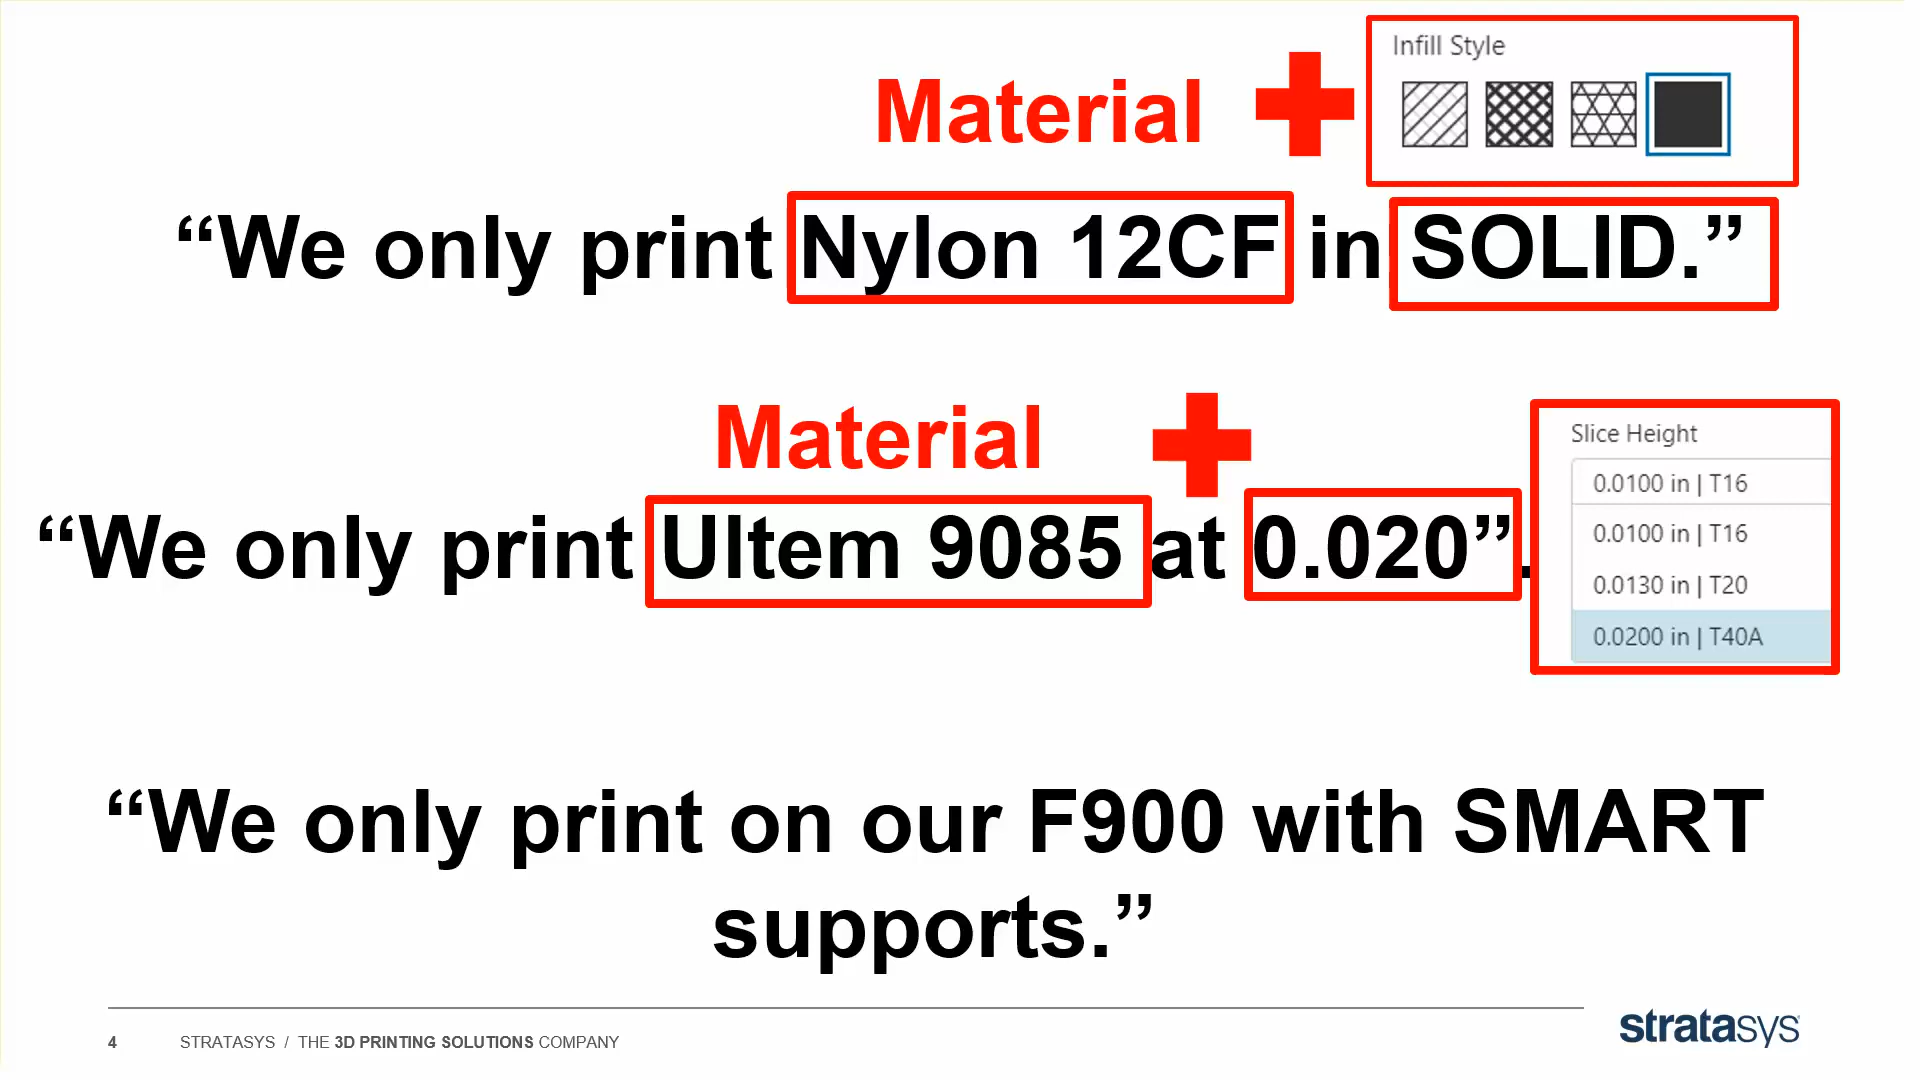 Infill Style
Material
“We only print Nylon 12CF in SOLID.”
Material
Slice Height
0.0100 in | T16
0.0100 in | T16
0.0130 in | T20
0.0200 in | T40A
“We only print Ultem 9085 at 0.020”.
“We only print on our F900 with SMART
supports.”
4 STRATASYS / THE 3D PRINTING SOLUTIONS COMPANY
stratasys